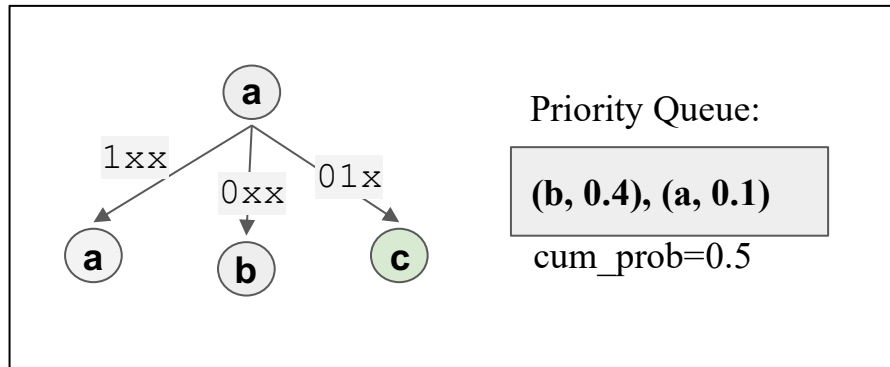 a
1xx
0xx
01x
a
b
c
Priority Queue:
(b, 0.4), (a, 0.1)
cum_prob=0.5